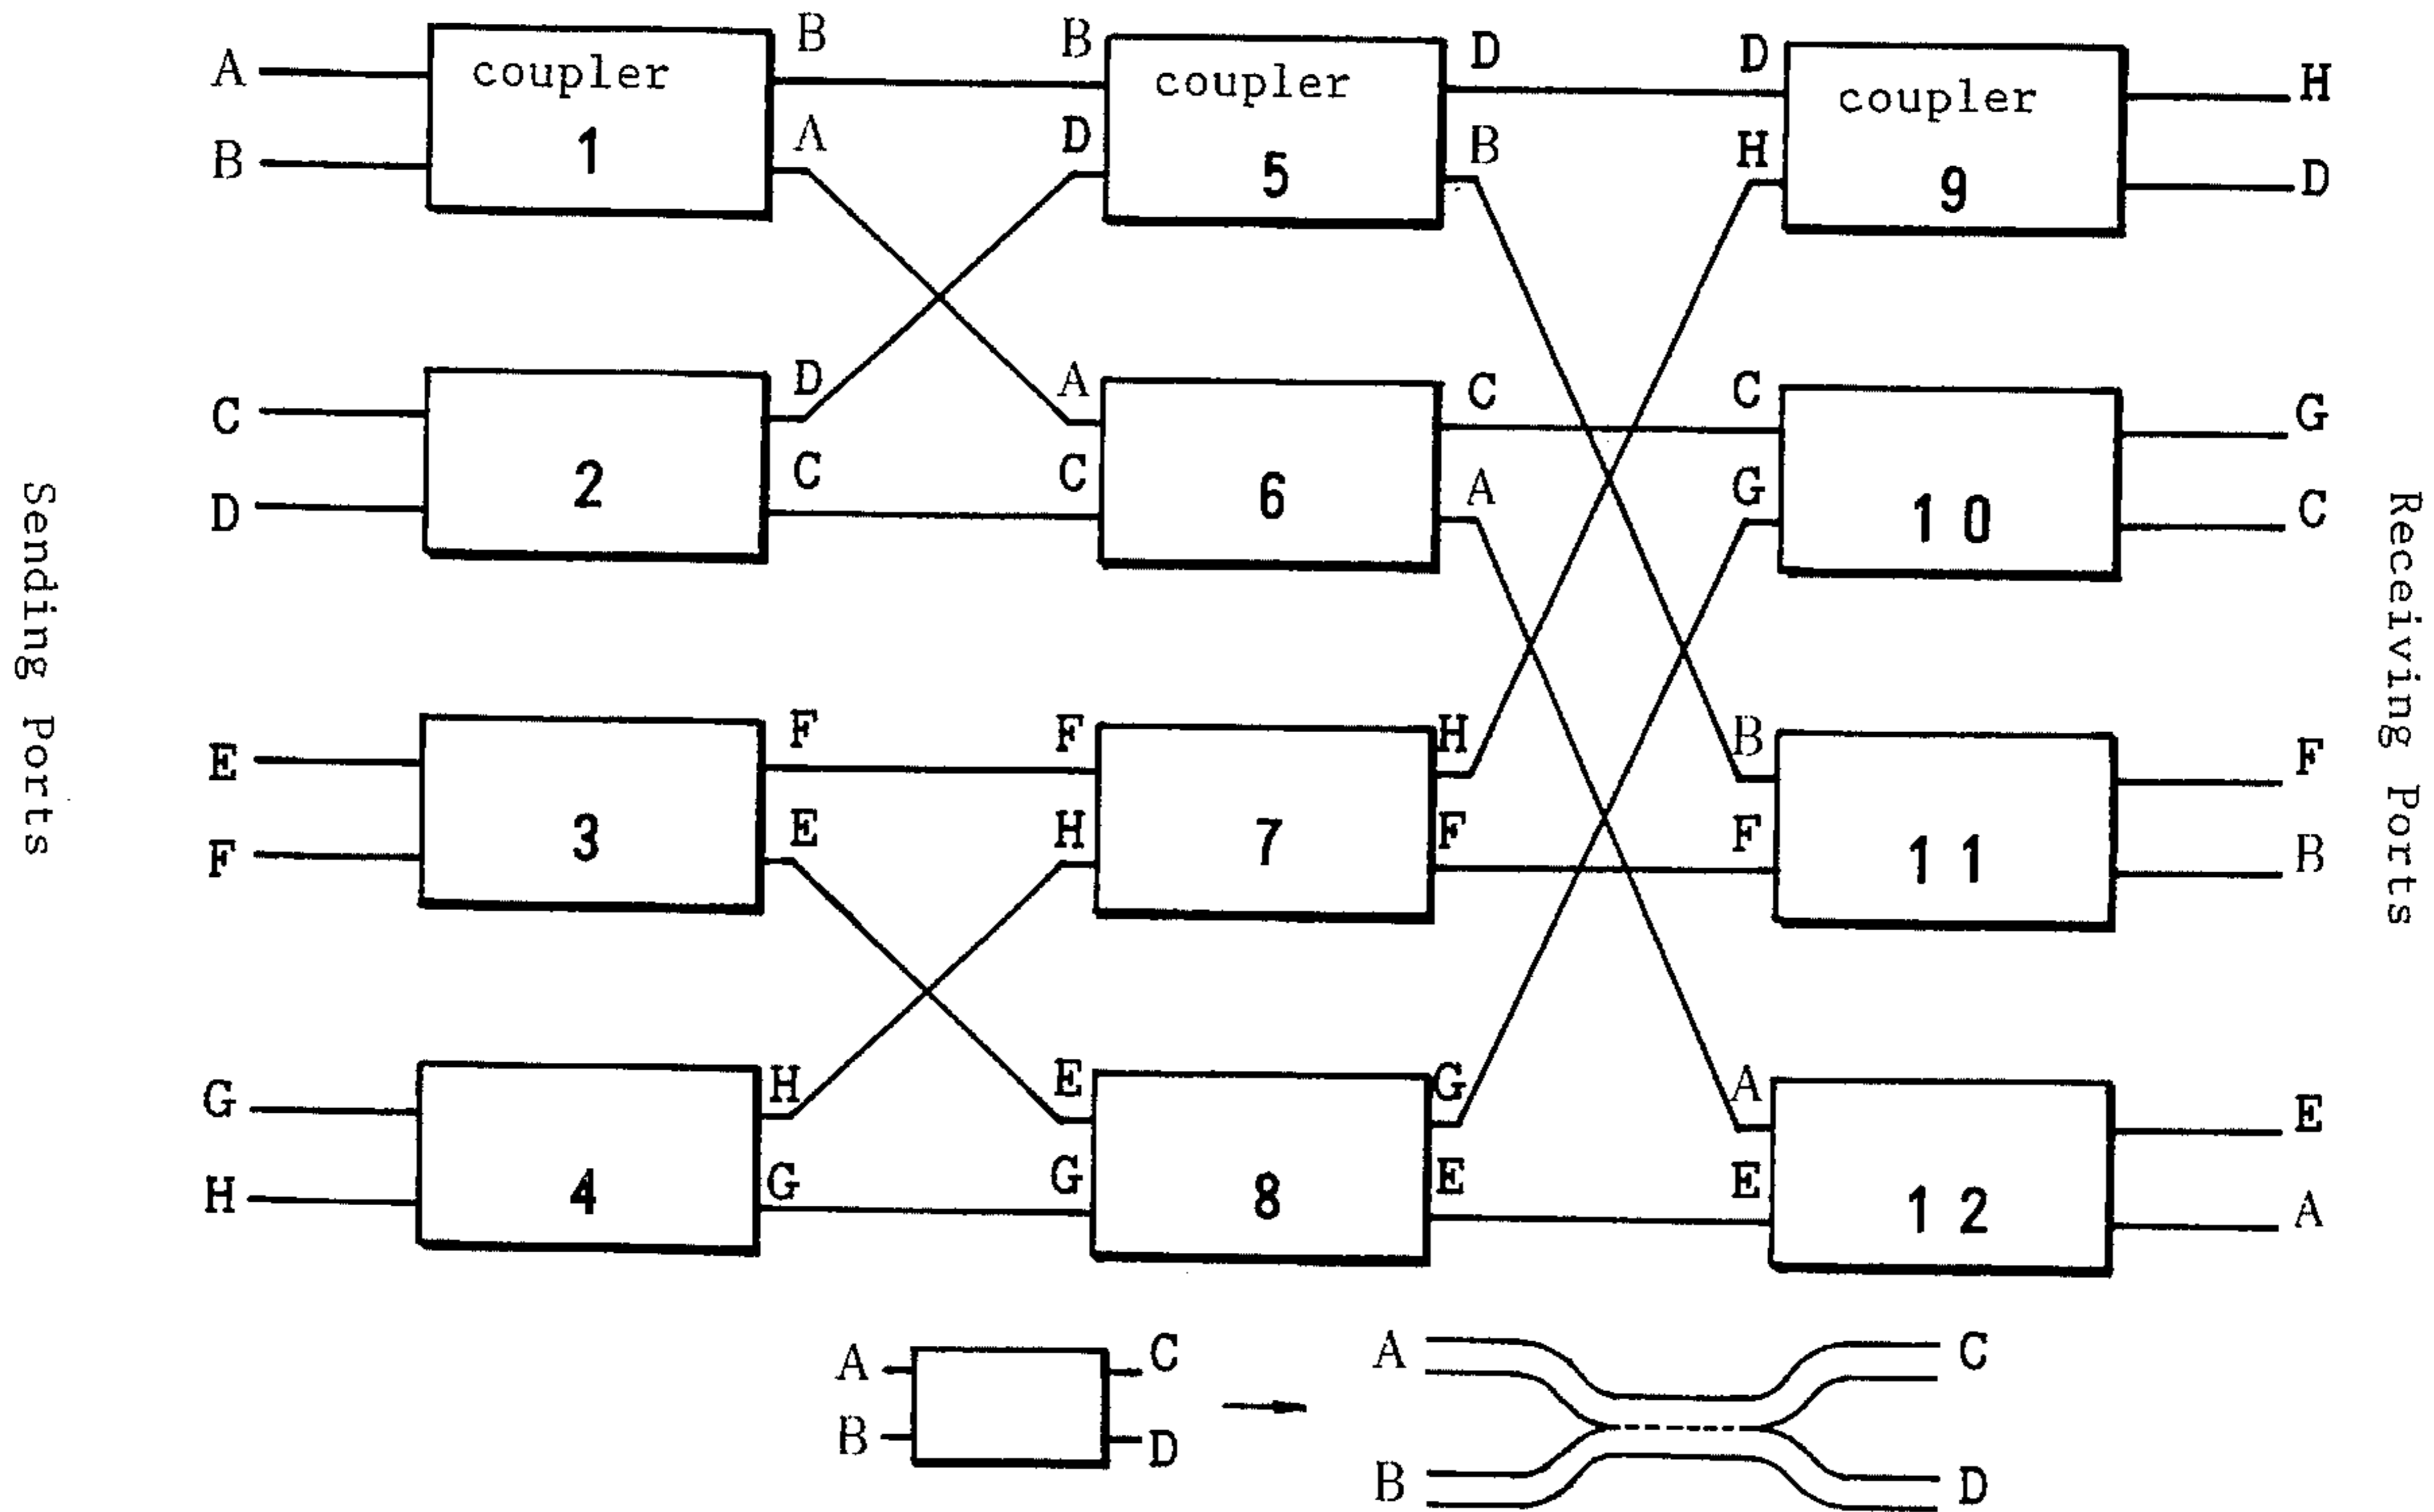 A B B D D H
coupler coupler coupler
B 1 A D 5 B H 9 D
C D A C C G
D 2 C C 6 A G 10 C
E F F H B F
F 3 E H 7 F F 11 B
G H E G A E
H 4 G G 8 E E 12 A
Sending Ports
Receiving Ports
A C A C
B D B D